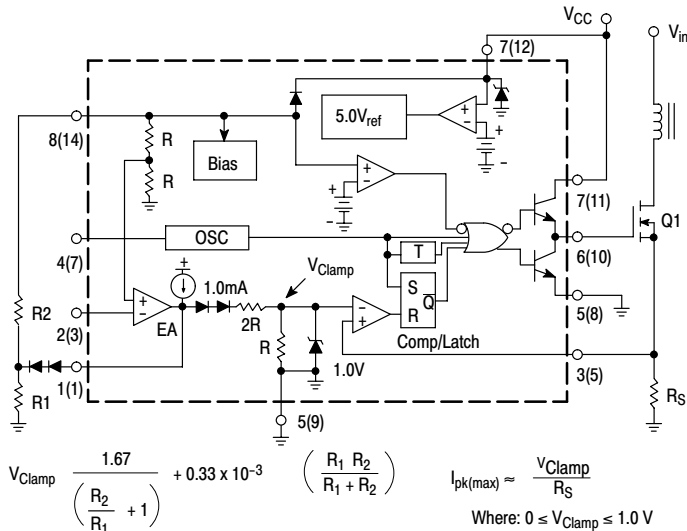 VCC
Vin
7(12)
8(14)
R
R
Bias
5.0Vref
+
-
+
-
+
-
+
-
7(11)
Q1
OSC
T
6(10)
4(7)
VClamp
+
1.0mA
S
Q
R
R2
+
-
2(3)
EA
2R
R
-
+
Comp/Latch
5(8)
1.0V
1(1)
3(5)
R1
5(9)
RS
VClamp 1.67 / (R2/R1 + 1) + 0.33 x 10-3 (R1 R2 / R1 + R2)
Ipk(max) ≈ VClamp / RS
Where: 0 ≤ VClamp ≤ 1.0 V